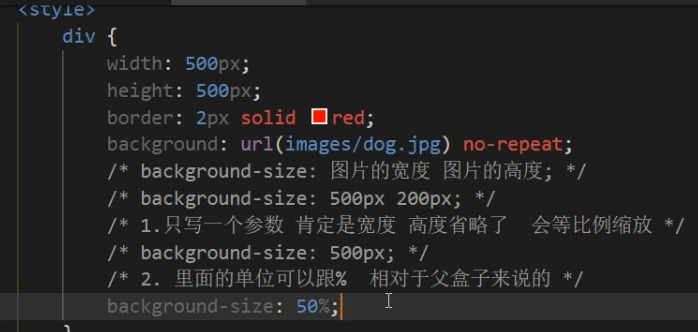 <style>
div {
width: 500px;
height: 500px;
border: 2px solid red;
background: url(images/dog.jpg) no-repeat;
/* background-size: 图片的宽度 图片的高度; */
/* background-size: 500px 200px; */
/* 1.只写一个参数 肯定是宽度 高度省略了 会等比例缩放 */
/* background-size: 500px; */
/* 2. 里面的单位可以跟% 相对于父盒子来说的 */
background-size: 50%;
}